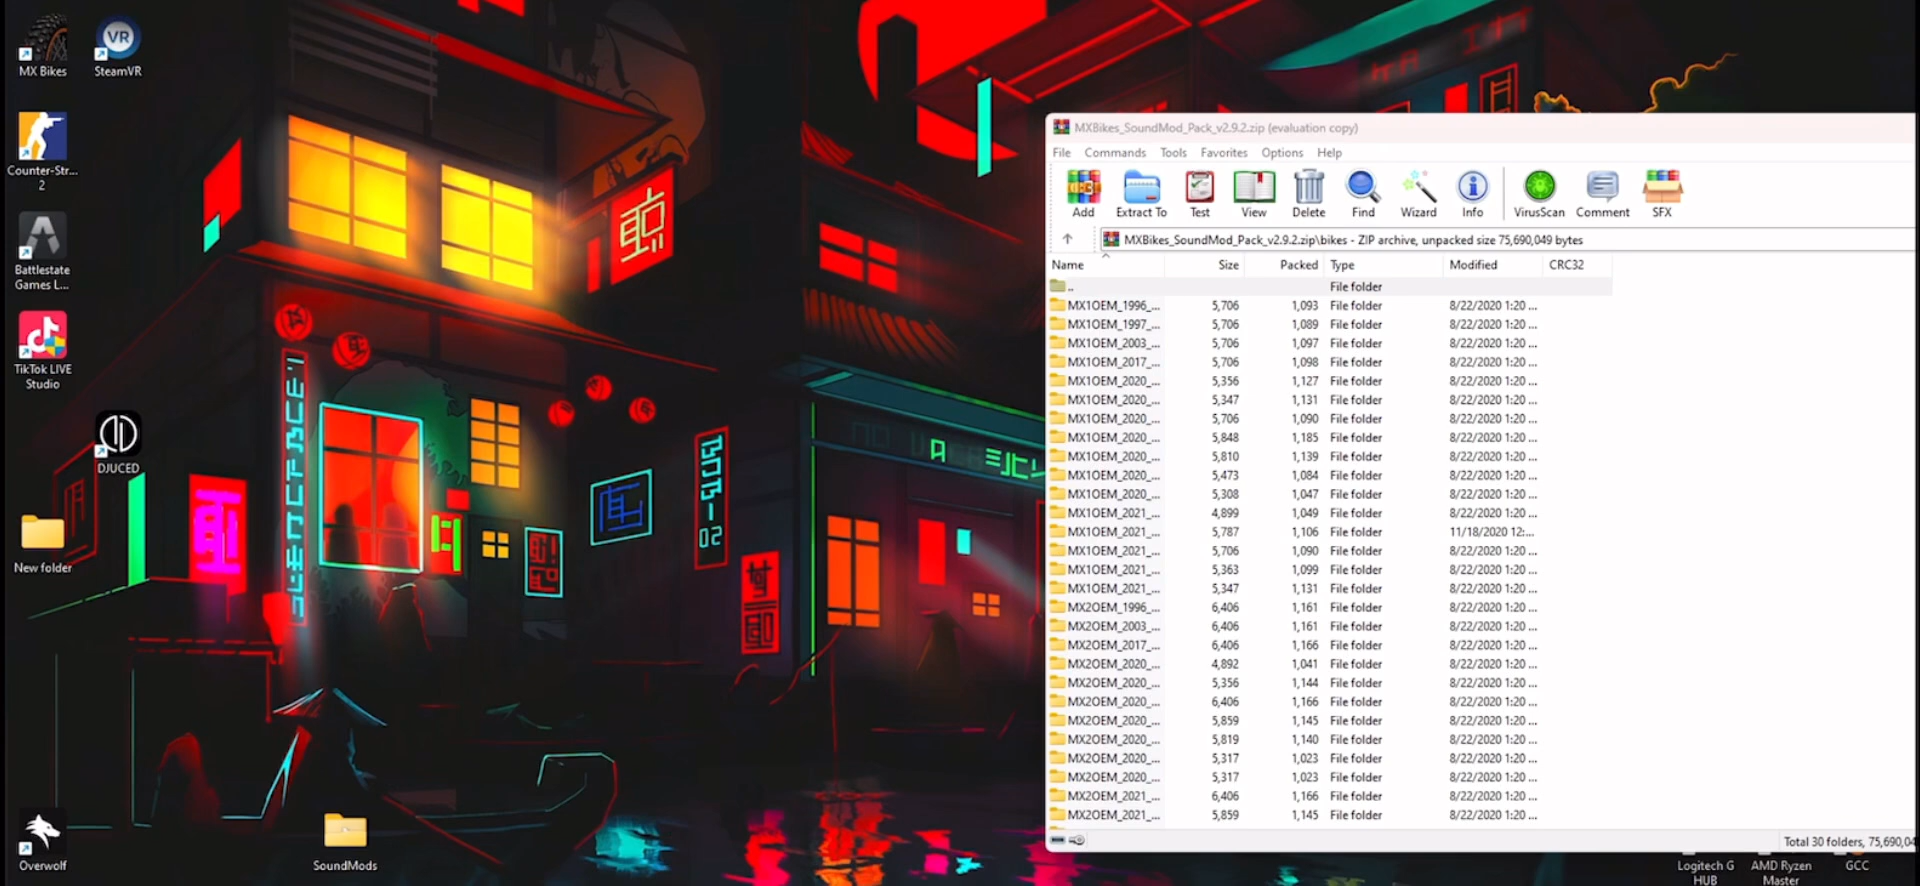 MX Bikes
SteamVR
Counter-Str...
2
Battlestate
Games L...
TikTok LIVE
Studio
DJUCED
New folder
Overwolf
SoundMods
MXBikes_SoundMod_Pack_v2.9.2.zip (evaluation copy)
File Commands Tools Favorites Options Help
Add Extract To Test View Delete Find Wizard Info VirusScan Comment SFX
MXBikes_SoundMod_Pack_v2.9.2.zip\bikes - ZIP archive, unpacked size 75,690,049 bytes
Name Size Packed Type Modified CRC32
.. File folder
MX1OEM_1996_... 5,706 1,093 File folder 8/22/2020 1:20 ...
MX1OEM_1997_... 5,706 1,089 File folder 8/22/2020 1:20 ...
MX1OEM_2003_... 5,706 1,097 File folder 8/22/2020 1:20 ...
MX1OEM_2017_... 5,706 1,098 File folder 8/22/2020 1:20 ...
MX1OEM_2020_... 5,356 1,127 File folder 8/22/2020 1:20 ...
MX1OEM_2020_... 5,347 1,131 File folder 8/22/2020 1:20 ...
MX1OEM_2020_... 5,706 1,090 File folder 8/22/2020 1:20 ...
MX1OEM_2020_... 5,848 1,185 File folder 8/22/2020 1:20 ...
MX1OEM_2020_... 5,810 1,139 File folder 8/22/2020 1:20 ...
MX1OEM_2020_... 5,473 1,084 File folder 8/22/2020 1:20 ...
MX1OEM_2020_... 5,308 1,047 File folder 8/22/2020 1:20 ...
MX1OEM_2021_... 4,899 1,049 File folder 8/22/2020 1:20 ...
MX1OEM_2021_... 5,787 1,106 File folder 11/18/2020 12:...
MX1OEM_2021_... 5,706 1,090 File folder 8/22/2020 1:20 ...
MX1OEM_2021_... 5,363 1,099 File folder 8/22/2020 1:20 ...
MX1OEM_2021_... 5,347 1,131 File folder 8/22/2020 1:20 ...
MX2OEM_1996_... 6,406 1,161 File folder 8/22/2020 1:20 ...
MX2OEM_2003_... 6,406 1,161 File folder 8/22/2020 1:20 ...
MX2OEM_2017_... 6,406 1,166 File folder 8/22/2020 1:20 ...
MX2OEM_2020_... 4,892 1,041 File folder 8/22/2020 1:20 ...
MX2OEM_2020_... 5,356 1,144 File folder 8/22/2020 1:20 ...
MX2OEM_2020_... 6,406 1,166 File folder 8/22/2020 1:20 ...
MX2OEM_2020_... 5,859 1,145 File folder 8/22/2020 1:20 ...
MX2OEM_2020_... 5,819 1,140 File folder 8/22/2020 1:20 ...
MX2OEM_2020_... 5,317 1,023 File folder 8/22/2020 1:20 ...
MX2OEM_2020_... 5,317 1,023 File folder 8/22/2020 1:20 ...
MX2OEM_2021_... 6,406 1,166 File folder 8/22/2020 1:20 ...
MX2OEM_2021_... 5,859 1,145 File folder 8/22/2020 1:20 ...
Total 30 folders, 75,690,04
Logitech G
HUB
AMD Ryzen
Master
GCC